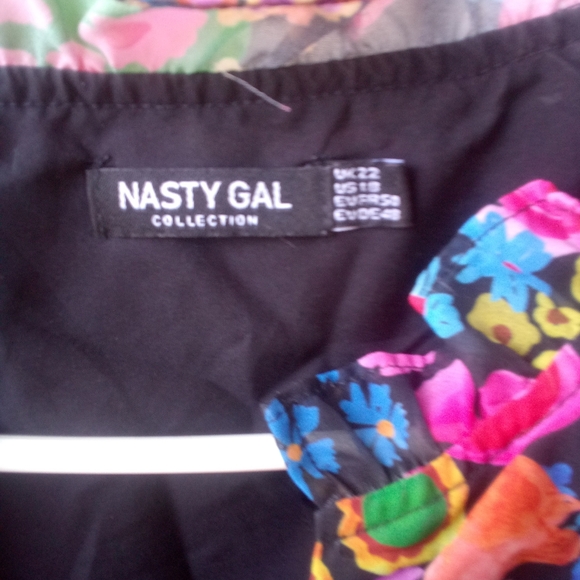 NASTY GAL
COLLECTION
UK22
US18
EUFR50
EUDE48